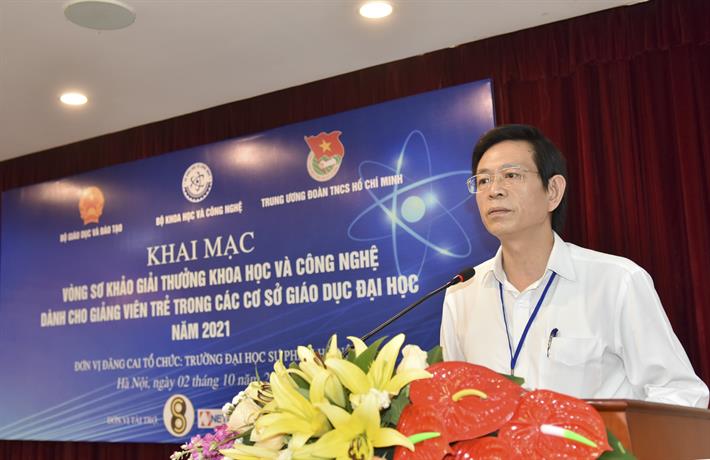 BỘ GIÁO DỤC VÀ ĐÀO TẠO
BỘ KHOA HỌC VÀ CÔNG NGHỆ
TRUNG ƯƠNG ĐOÀN TNCS HỒ CHÍ MINH
KHAI MẠC
VÒNG SƠ KHẢO GIẢI THƯỞNG KHOA HỌC VÀ CÔNG NGHỆ
DÀNH CHO GIẢNG VIÊN TRẺ TRONG CÁC CƠ SỞ GIÁO DỤC ĐẠI HỌC
NĂM 2021
ĐƠN VỊ ĐĂNG CAI TỔ CHỨC: TRƯỜNG ĐẠI HỌC SƯ
Hà Nội, ngày 02 tháng 10
ĐƠN VỊ TÀI TRỢ